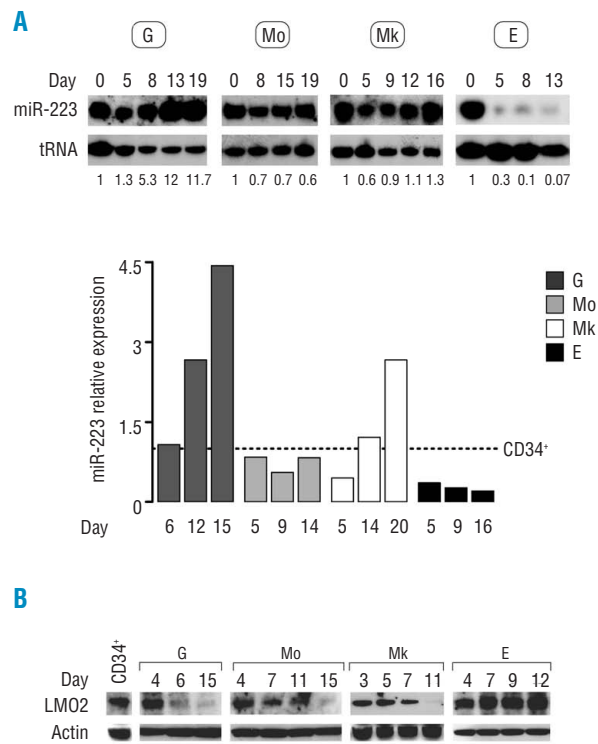 A
G Mo Mk E
Day 0 5 8 13 19 0 8 15 19 0 5 9 12 16 0 5 8 13
miR-223
tRNA
1 1.3 5.3 12 11.7 1 0.7 0.7 0.6 1 0.6 0.9 1.1 1.3 1 0.3 0.1 0.07
miR-223 relative expression
4.5
3
1.5
0
G
Mo
Mk
E
CD34+
Day 6 12 15 5 9 14 5 14 20 5 9 16
B
CD34+ G Mo Mk E
Day 4 6 15 4 7 11 15 3 5 7 11 4 7 9 12
LMO2
Actin